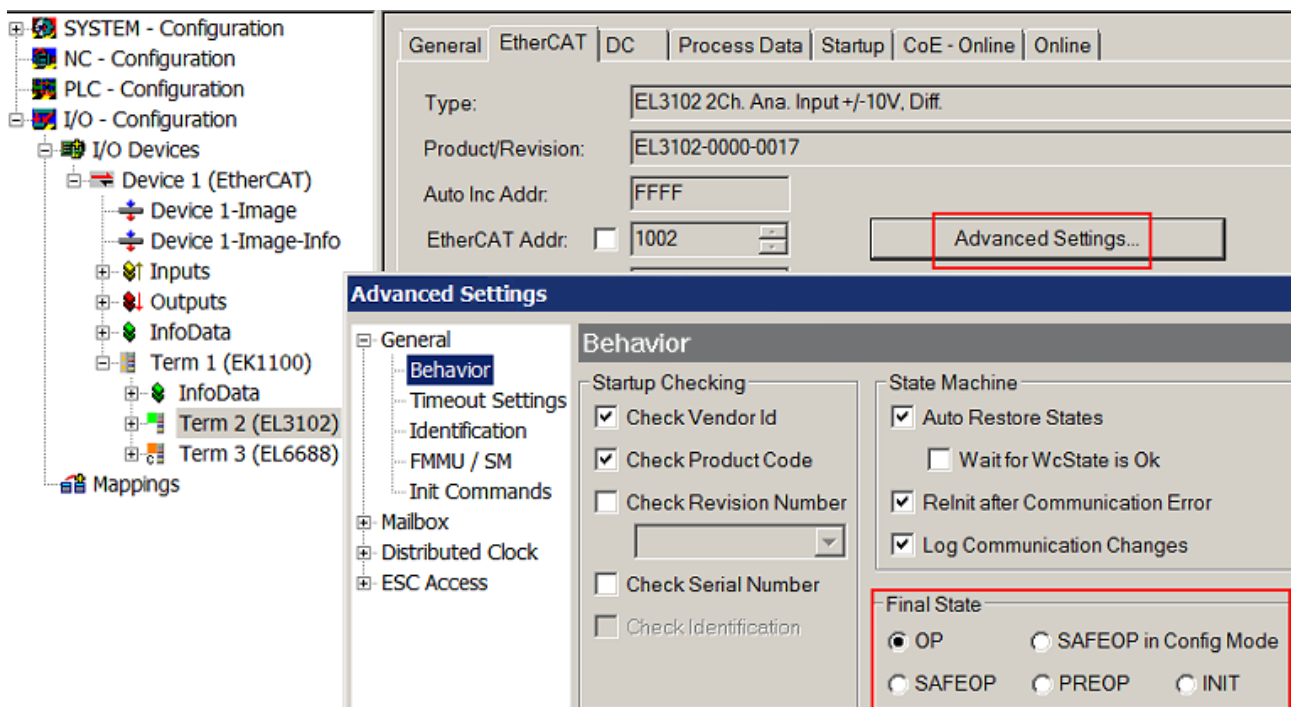 SYSTEM - Configuration
NC - Configuration
PLC - Configuration
I/O - Configuration
I/O Devices
Device 1 (EtherCAT)
Device 1-Image
Device 1-Image-Info
Inputs
Outputs
InfoData
Term 1 (EK1100)
InfoData
Term 2 (EL3102)
Term 3 (EL6688)
Mappings
General EtherCAT DC Process Data Startup CoE - Online Online
Type: EL3102 2Ch. Ana. Input +/-10V, Diff.
Product/Revision: EL3102-0000-0017
Auto Inc Addr: FFFF
EtherCAT Addr: 1002 Advanced Settings...
Advanced Settings
General
Behavior
Timeout Settings
Identification
FMMU / SM
Init Commands
Mailbox
Distributed Clock
ESC Access
Behavior
Startup Checking
Check Vendor Id
Check Product Code
Check Revision Number
Check Serial Number
Check Identification
State Machine
Auto Restore States
Wait for WcState is Ok
ReInit after Communication Error
Log Communication Changes
Final State
OP SAFEOP in Config Mode
SAFEOP PREOP INIT